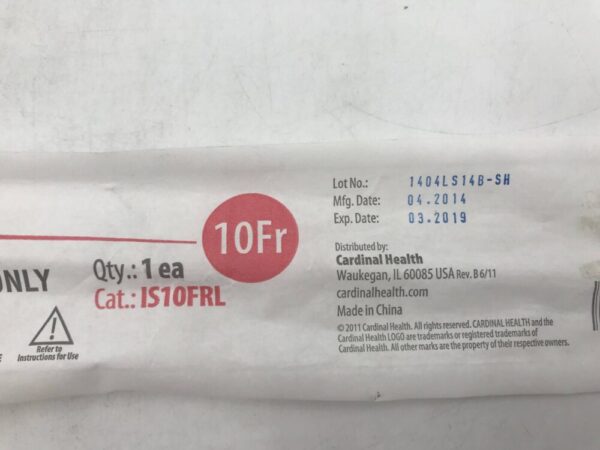 10Fr
ONLY
Qty.: 1 ea
Cat.: IS10FRL
Refer to
Instructions for Use
Lot No.: 1404LS14B-SH
Mfg. Date: 04.2014
Exp. Date: 03.2019
Distributed by:
Cardinal Health
Waukegan, IL 60085 USA Rev. B 6/11
cardinalhealth.com
Made in China
© 2011 Cardinal Health. All rights reserved. CARDINAL HEALTH and the
Cardinal Health LOGO are trademarks or registered trademarks of
Cardinal Health. All other marks are the property of their respective owners.